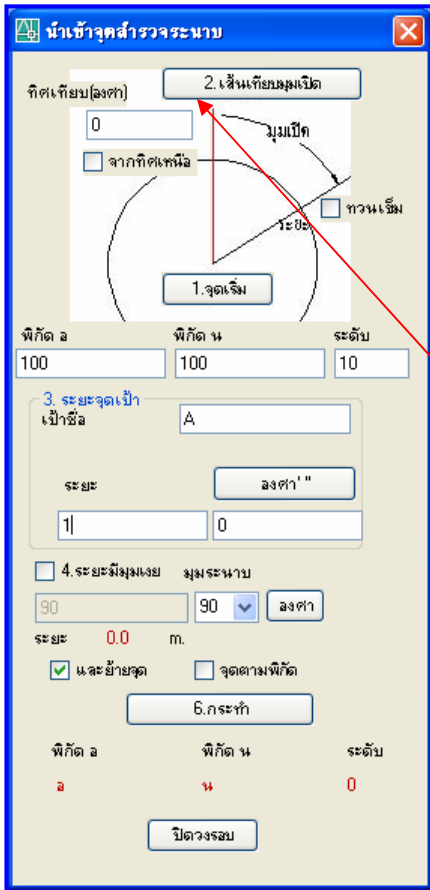 นำเข้าจุดสำรวจระนาบ
2.เส้นเทียบมุมเปิด
ทิศเทียบ(องศา)
0
มุมเปิด
จากทิศเหนือ
ทวนเข็ม
ระยะ
1.จุดเริ่ม
พิกัด อ พิกัด น ระดับ
100 100 10
3. ระยะจุดเป้า
เป้าชื่อ A
ระยะ องศา' "
1 0
4.ระยะมีมุมเงย มุมระนาบ
90 90 องศา
ระยะ 0.0 m.
และย้ายจุด จุดตามพิกัด
6.กระทำ
พิกัด อ พิกัด น ระดับ
อ น 0
ปิดวงรอบ